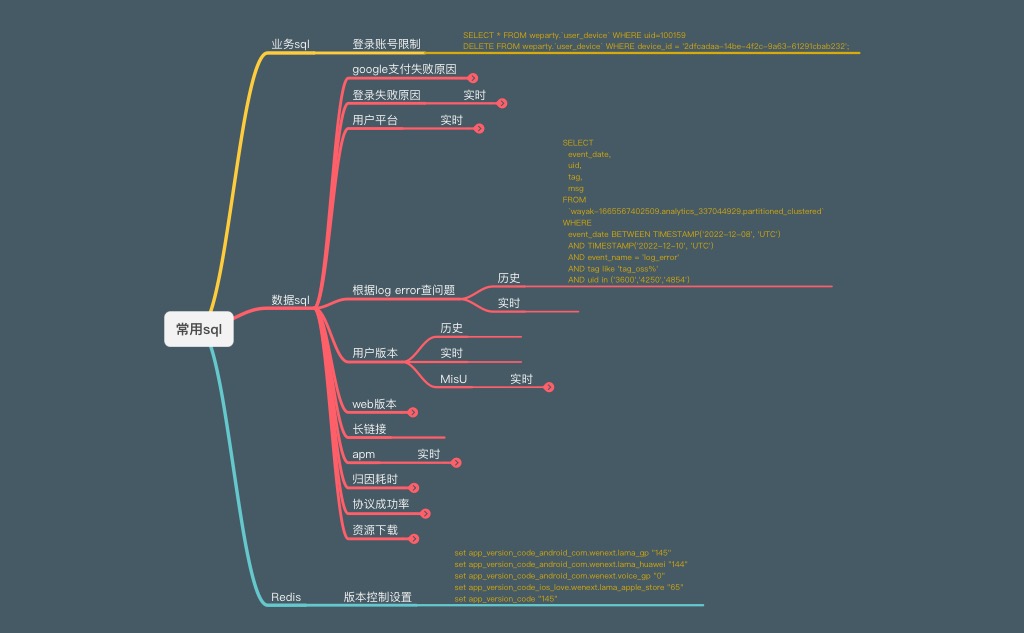 常用sql
业务sql
登录账号限制
SELECT * FROM weparty.`user_device` WHERE uid=100159
DELETE FROM weparty.`user_device` WHERE device_id = '2dfcadaa-14be-4f2c-9a63-61291cbab232';
数据sql
google支付失败原因
登录失败原因
实时
用户平台
实时
根据log error查问题
历史
SELECT
event_date,
uid,
tag,
msg
FROM
`wayak-1665567402509.analytics_337044929.partitioned_clustered`
WHERE
event_date BETWEEN TIMESTAMP('2022-12-08', 'UTC')
AND TIMESTAMP('2022-12-10', 'UTC')
AND event_name = 'log_error'
AND tag like 'tag_oss%'
AND uid in ('3600','4250','4854')
实时
用户版本
历史
实时
MisU
实时
web版本
长链接
apm
实时
归因耗时
协议成功率
资源下载
Redis
版本控制设置
set app_version_code_android_com.wenext.lama_gp "145"
set app_version_code_android_com.wenext.lama_huawei "144"
set app_version_code_android_com.wenext.voice_gp "0"
set app_version_code_ios_love.wenext.lama_apple_store "65"
set app_version_code "145"